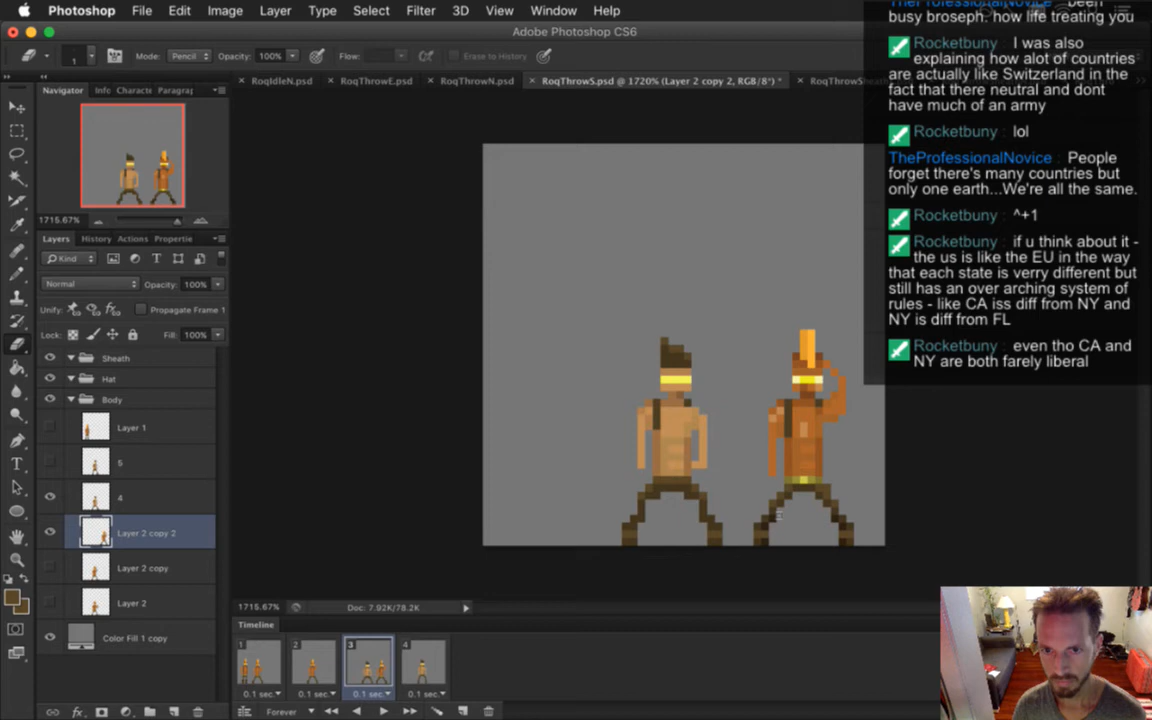 Photoshop File Edit Image Layer Type Select Filter 3D View Window Help
Adobe Photoshop CS6
1 Mode: Pencil Opacity: 100% Flow: Erase to History
Navigator Info Characte Paragrap
RoqIdleN.psd RoqThrowE.psd RoqThrowN.psd RoqThrowS.psd @ 1720% (Layer 2 copy 2, RGB/8*) * RoqThrowS
1715.67%
Layers History Actions Propertie
Kind
Normal Opacity: 100%
Unify: Propagate Frame 1
Lock: Fill: 100%
Sheath
Hat
Body
Layer 1
5
4
Layer 2 copy 2
Layer 2 copy
Layer 2
Color Fill 1 copy
1715.67% Doc: 7.92K/78.2K
Timeline
1 2 3 4
0.1 sec. 0.1 sec. 0.1 sec. 0.1 sec.
Forever
TheProfessionalNovice : been
busy broseph. how life treating you
Rocketbuny : I was also
explaining how alot of countries
are actually like Switzerland in the
fact that there neutral and dont
have much of an army
Rocketbuny : lol
TheProfessionalNovice : People
forget there's many countries but
only one earth...We're all the same.
Rocketbuny : ^+1
Rocketbuny : if u think about it -
the us is like the EU in the way
that each state is verry different but
still has an over arching system of
rules - like CA iss diff from NY and
NY is diff from FL
Rocketbuny : even tho CA and
NY are both farely liberal